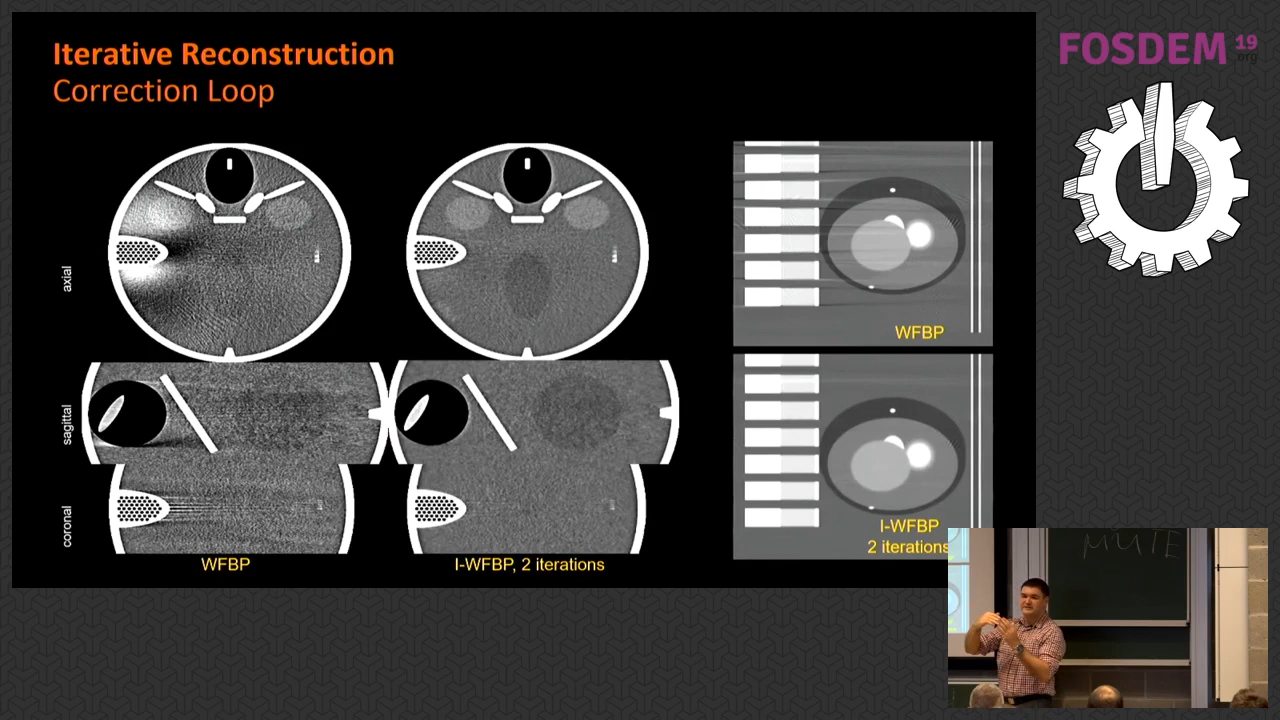 Iterative Reconstruction
Correction Loop
FOSDEM 19
.org
axial
sagittal
coronal
WFBP
I-WFBP, 2 iterations
WFBP
I-WFBP
2 iterations
MUTE